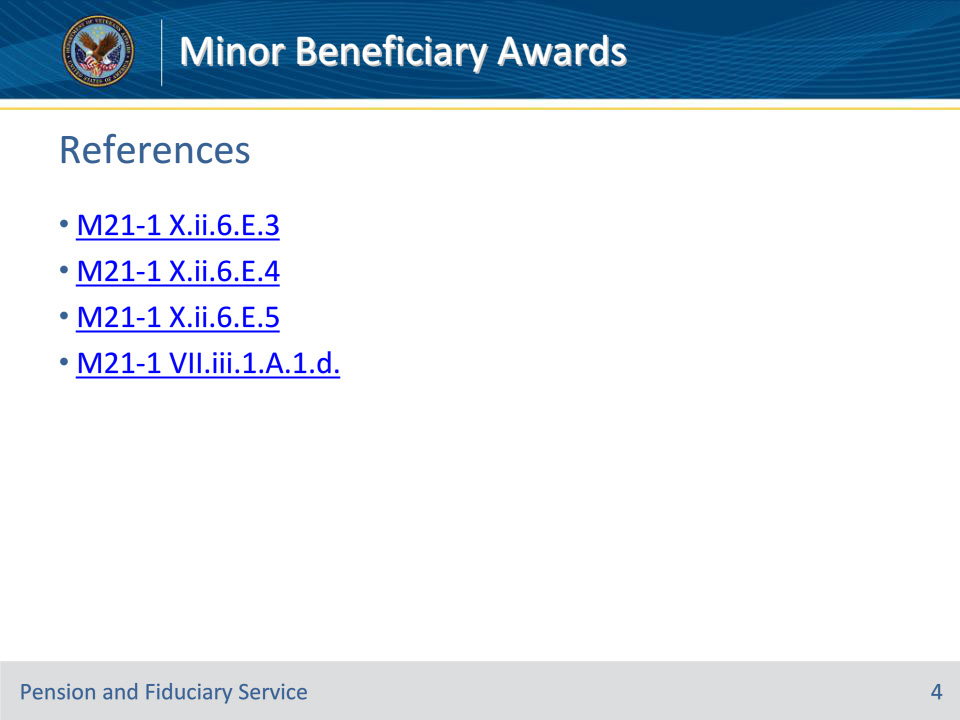 Minor Beneficiary Awards
References
• M21-1 X.ii.6.E.3
• M21-1 X.ii.6.E.4
• M21-1 X.ii.6.E.5
• M21-1 VII.iii.1.A.1.d.
Pension and Fiduciary Service
4